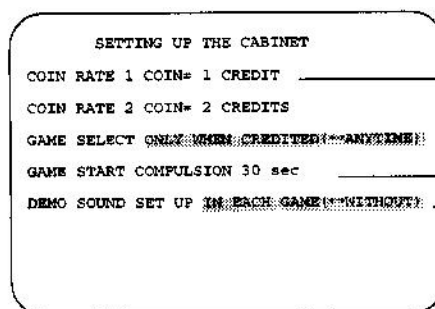 SETTING UP THE CABINET
COIN RATE 1 COIN= 1 CREDIT
COIN RATE 2 COIN= 2 CREDITS
GAME SELECT ONLY WHEN CREDITED(**ANYTIME)
GAME START COMPULSION 30 sec
DEMO SOUND SET UP IN EACH GAME(**WITHOUT)